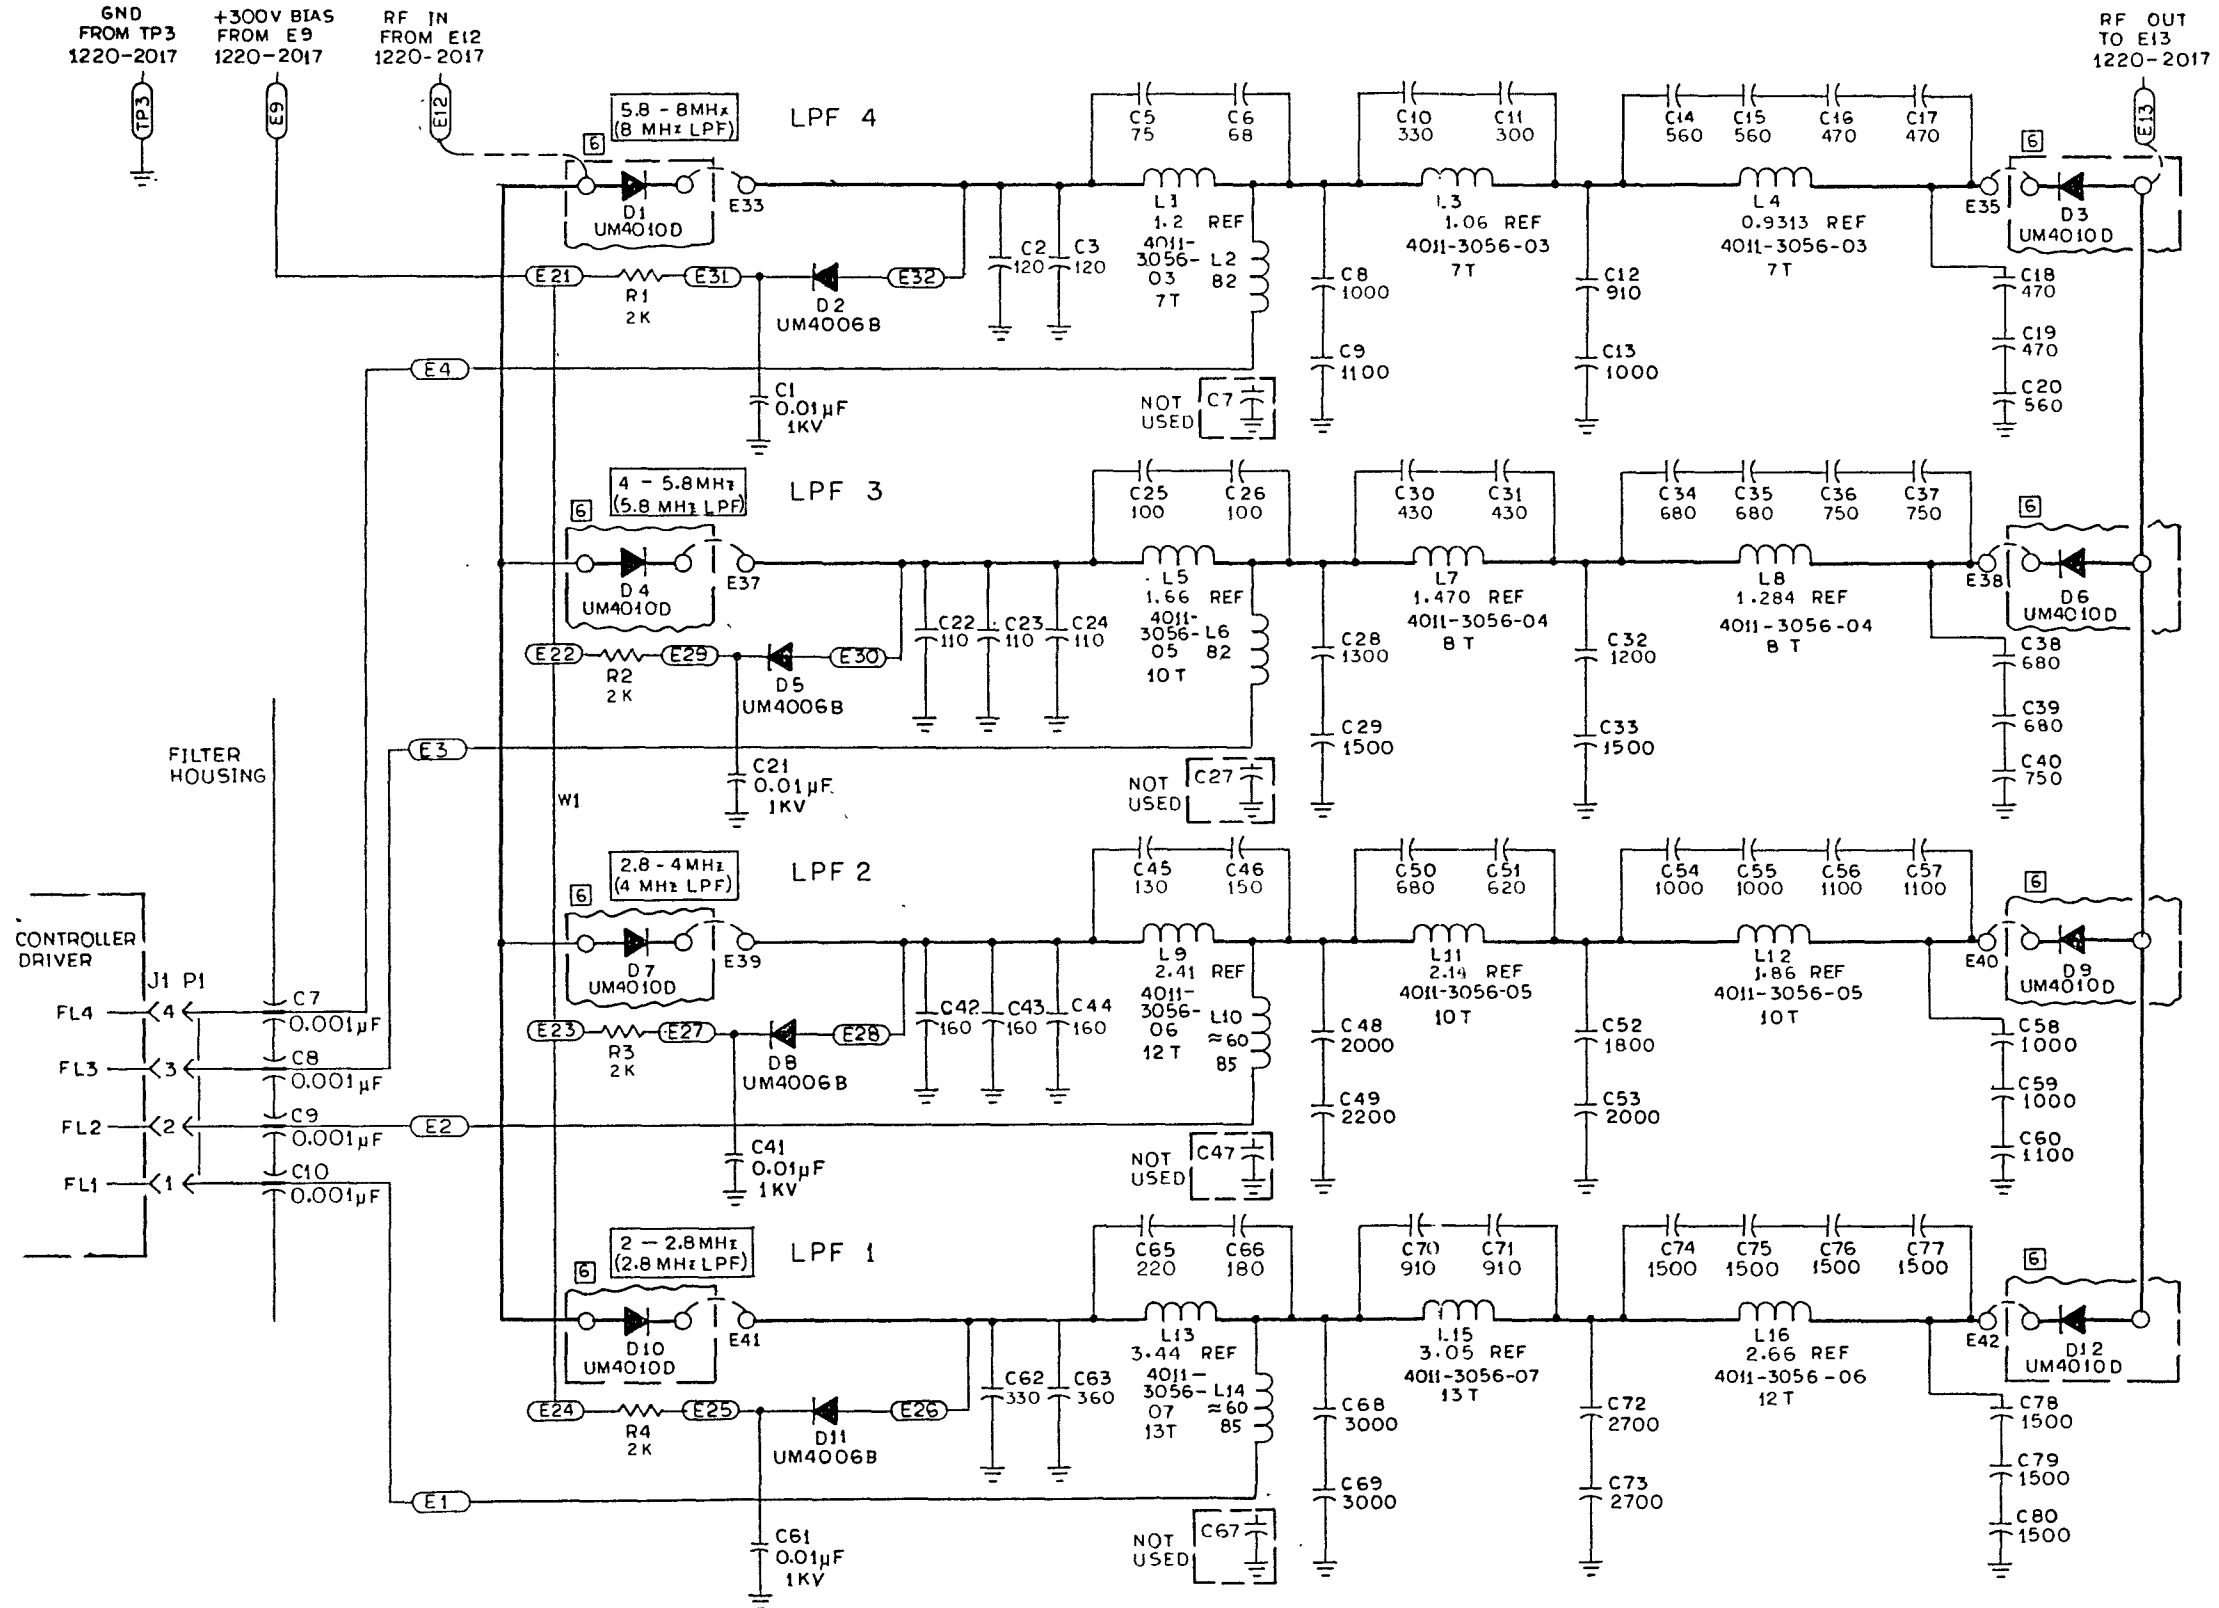 GND
FROM TP3
1220-2017
+300V BIAS
FROM E9
1220-2017
RF IN
FROM E12
1220-2017
RF OUT
TO E13
1220-2017
TP3
E9
E12
E13
5.8 - 8MHz
(8 MHz LPF)
LPF 4
6
D1
UM4010D
E33
C5
75
C6
68
C10
330
C11
300
C14
560
C15
560
C16
470
C17
470
L1
1.2 REF
4011-
3056-
03
7T
L2
82
L3
1.06 REF
4011-3056-03
7T
L4
0.9313 REF
4011-3056-03
7T
E35
6
D3
UM4010D
E21
R1
2K
E31
D2
UM4006B
E32
C2
120
C3
120
C8
1000
C9
1100
C12
910
C13
1000
C18
470
C19
470
C20
560
E4
C1
0.01µF
1KV
NOT
USED
C7
4 - 5.8MHz
(5.8 MHz LPF)
LPF 3
6
D4
UM4010D
E37
C25
100
C26
100
C30
430
C31
430
C34
680
C35
680
C36
750
C37
750
L5
1.66 REF
4011-
3056-
05
10T
L6
82
L7
1.470 REF
4011-3056-04
8T
L8
1.284 REF
4011-3056-04
8T
E38
6
D6
UM4010D
E22
R2
2K
E29
D5
UM4006B
E30
C22
110
C23
110
C24
110
C28
1300
C29
1500
C32
1200
C33
1500
C38
680
C39
680
C40
750
E3
C21
0.01µF
1KV
NOT
USED
C27
FILTER
HOUSING
W1
2.8 - 4MHz
(4 MHz LPF)
LPF 2
6
D7
UM4010D
E39
C45
130
C46
150
C50
680
C51
620
C54
1000
C55
1000
C56
1100
C57
1100
L9
2.41 REF
4011-
3056-
06
12T
L10
≈60
85
L11
2.14 REF
4011-3056-05
10T
L12
1.86 REF
4011-3056-05
10T
E40
6
D9
UM4010D
E23
R3
2K
E27
D8
UM4006B
E28
C42
160
C43
160
C44
160
C48
2000
C49
2200
C52
1800
C53
2000
C58
1000
C59
1000
C60
1100
E2
C41
0.01µF
1KV
NOT
USED
C47
CONTROLLER
DRIVER
J1 P1
FL4
4
C7
0.001µF
FL3
3
C8
0.001µF
FL2
2
C9
0.001µF
FL1
1
C10
0.001µF
2 - 2.8MHz
(2.8 MHz LPF)
LPF 1
6
D10
UM4010D
E41
C65
220
C66
180
C70
910
C71
910
C74
1500
C75
1500
C76
1500
C77
1500
L13
3.44 REF
4011-
3056-
07
13T
L14
≈60
85
L15
3.05 REF
4011-3056-07
13T
L16
2.66 REF
4011-3056-06
12T
E42
6
D12
UM4010D
E24
R4
2K
E25
D11
UM4006B
E26
C62
330
C63
360
C68
3000
C69
3000
C72
2700
C73
2700
C78
1500
C79
1500
C80
1500
E1
C61
0.01µF
1KV
NOT
USED
C67